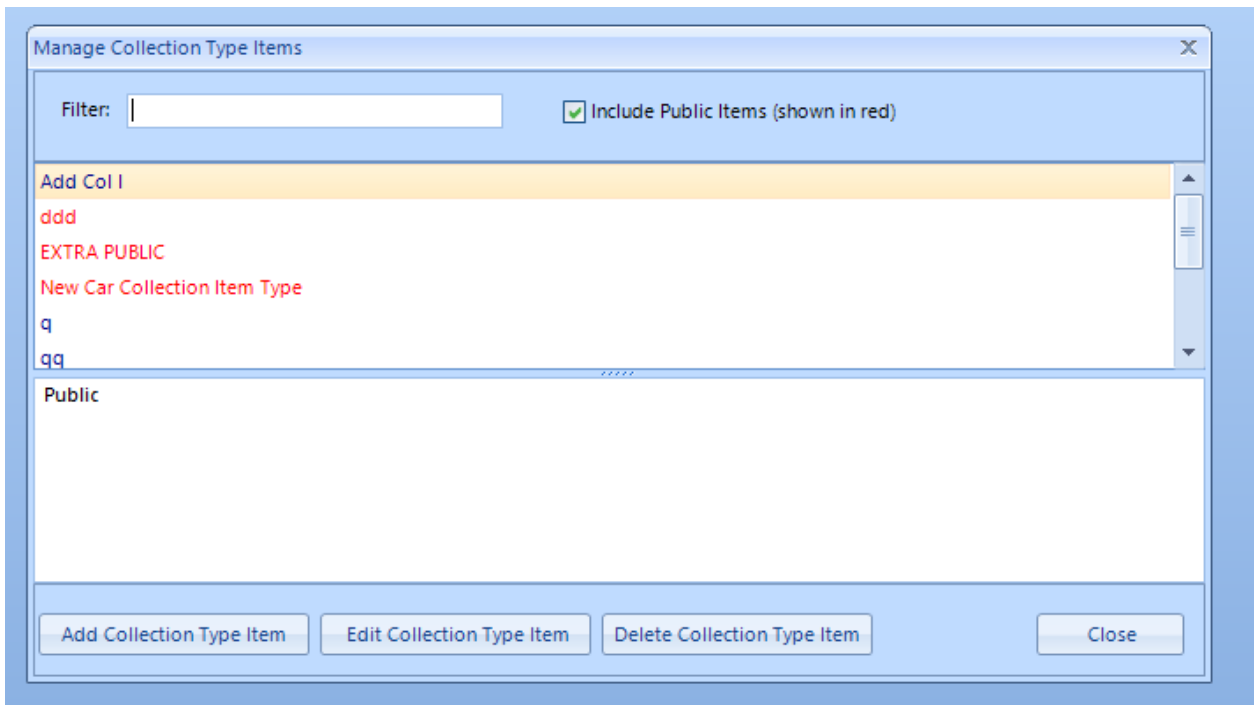 Manage Collection Type Items
Filter: Include Public Items (shown in red)
Add Col I
ddd
EXTRA PUBLIC
New Car Collection Item Type
q
qq
Public
Add Collection Type Item Edit Collection Type Item Delete Collection Type Item Close